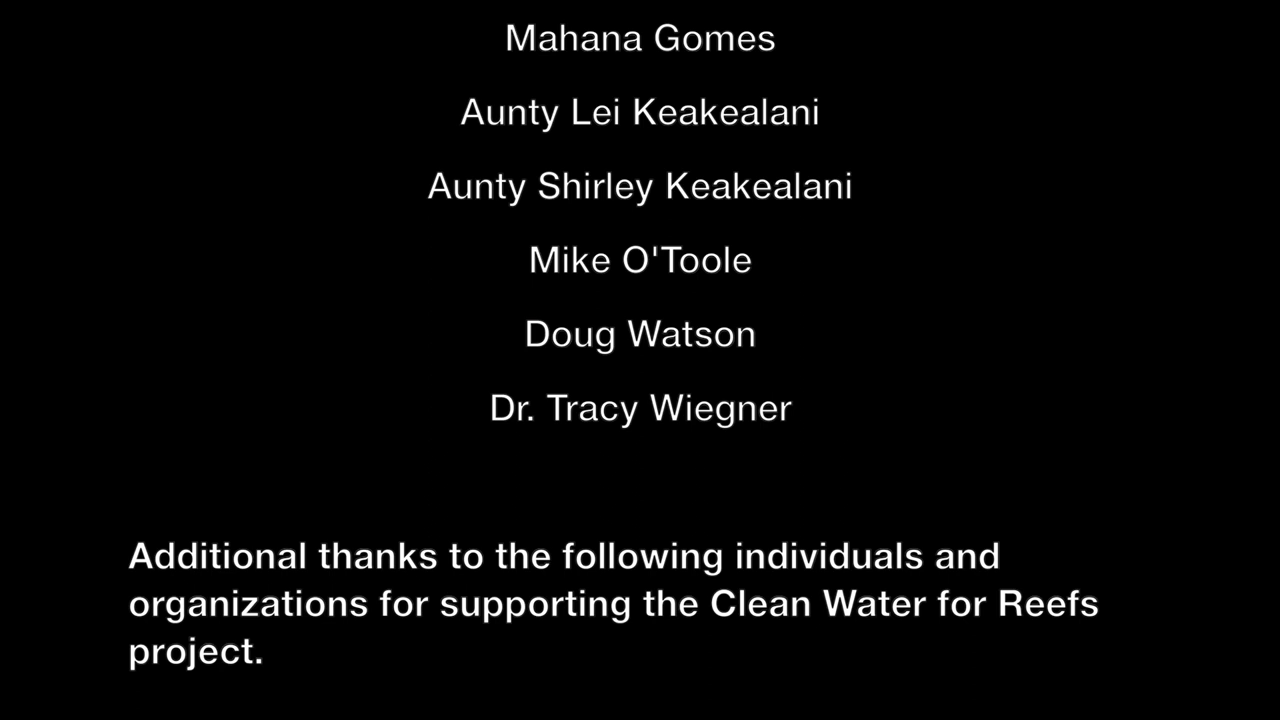 Mahana Gomes
Aunty Lei Keakealani
Aunty Shirley Keakealani
Mike O'Toole
Doug Watson
Dr. Tracy Wiegner
Additional thanks to the following individuals and
organizations for supporting the Clean Water for Reefs
project.